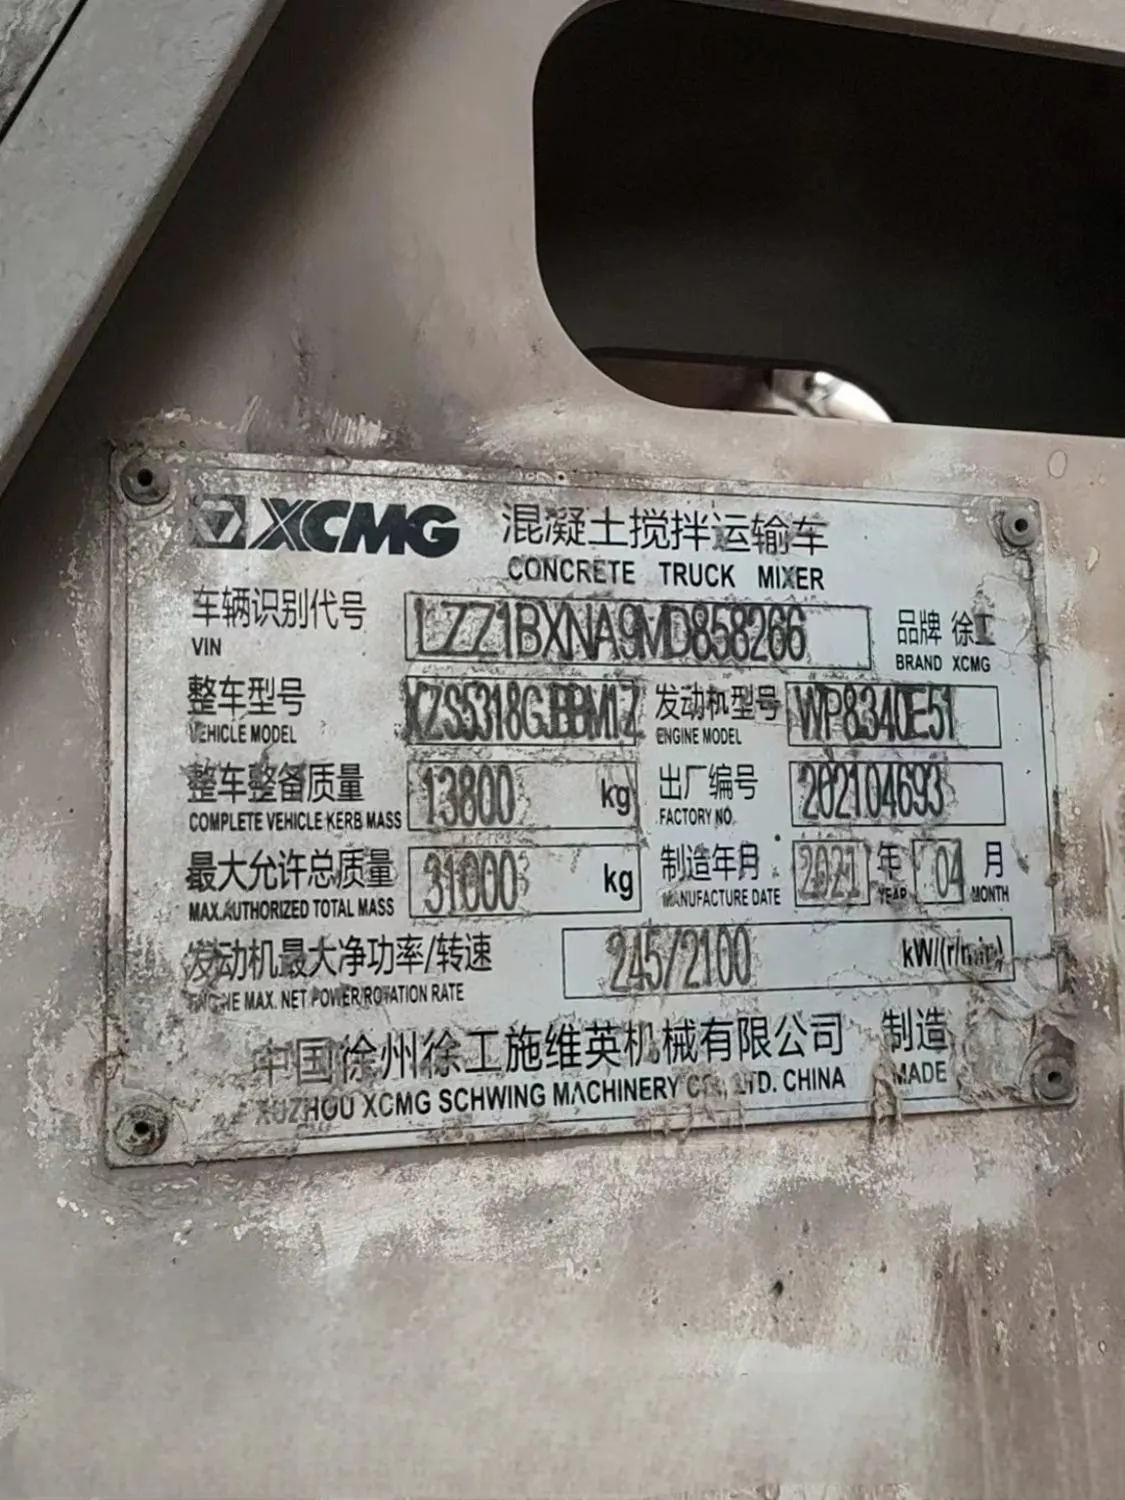 XCMG 混凝土搅拌运输车
CONCRETE TRUCK MIXER
车辆识别代号 LZZ1BXNA9MD858266 品牌 徐工
VIN BRAND XCMG
整车型号 XZS5318GJBBM1Z 发动机型号 WP8.340E51
VEHICLE MODEL ENGINE MODEL
整车整备质量 13800 kg 出厂编号 202104693
COMPLETE VEHICLE KERB MASS FACTORY NO.
最大允许总质量 31000 kg 制造年月 2021 年 04 月
MAX.AUTHORIZED TOTAL MASS MANUFACTURE DATE YEAR MONTH
发动机最大净功率/转速 245/2100 kW/(r/min)
ENGINE MAX. NET POWER/ROTATION RATE
中国徐州徐工施维英机械有限公司 制造
XUZHOU XCMG SCHWING MACHINERY CO., LTD. CHINA MADE